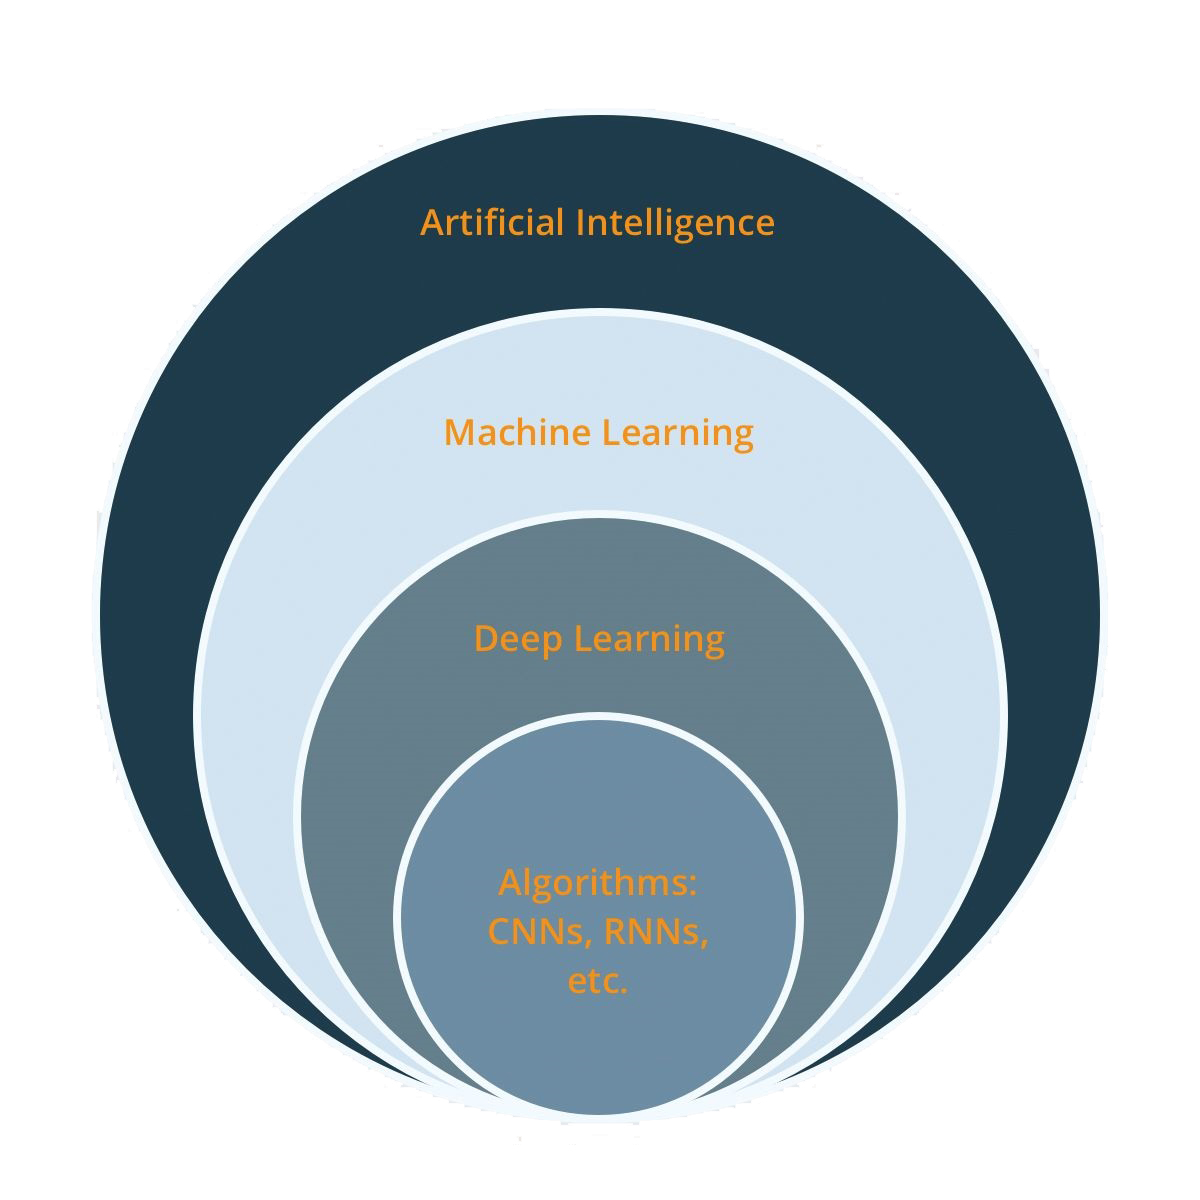 Artificial Intelligence
Machine Learning
Deep Learning
Algorithms:
CNNs, RNNs,
etc.